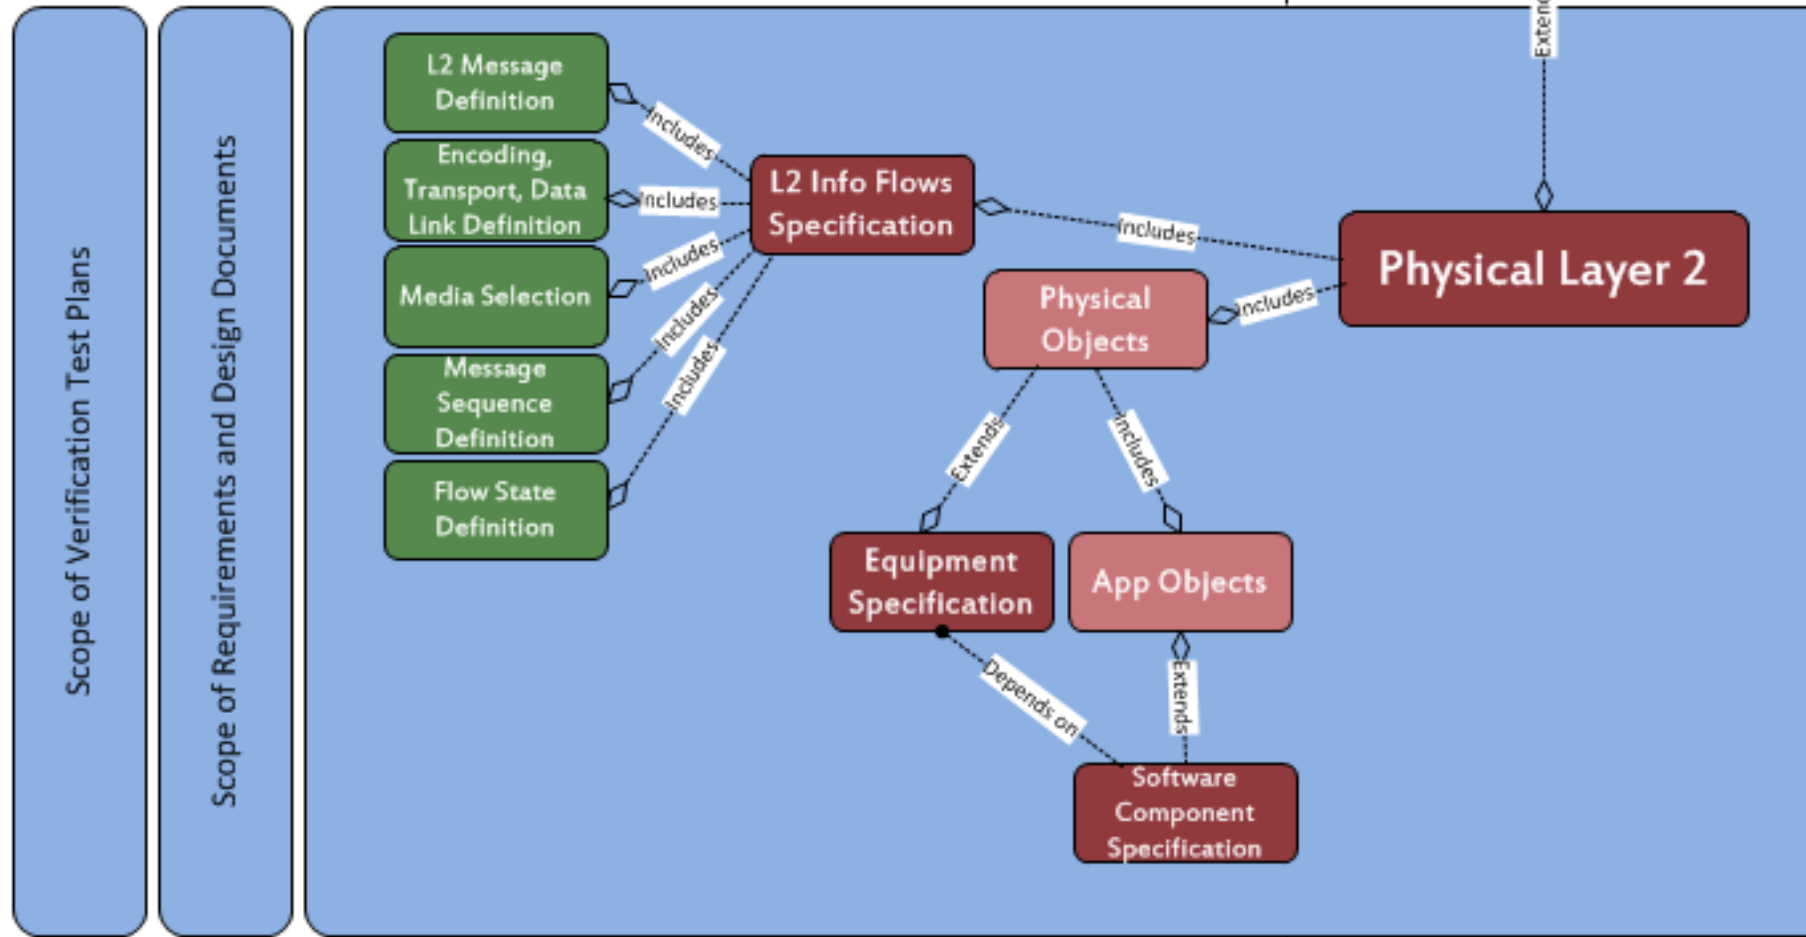 Scope of Verification Test Plans
Scope of Requirements and Design Documents
L2 Message
Definition
Encoding,
Transport, Data
Link Definition
Media Selection
Message
Sequence
Definition
Flow State
Definition
Includes
Includes
Includes
Includes
Includes
L2 Info Flows
Specification
Includes
Physical Layer 2
Physical
Objects
Includes
Extends
Includes
Equipment
Specification
App Objects
Depends on
Extends
Software
Component
Specification